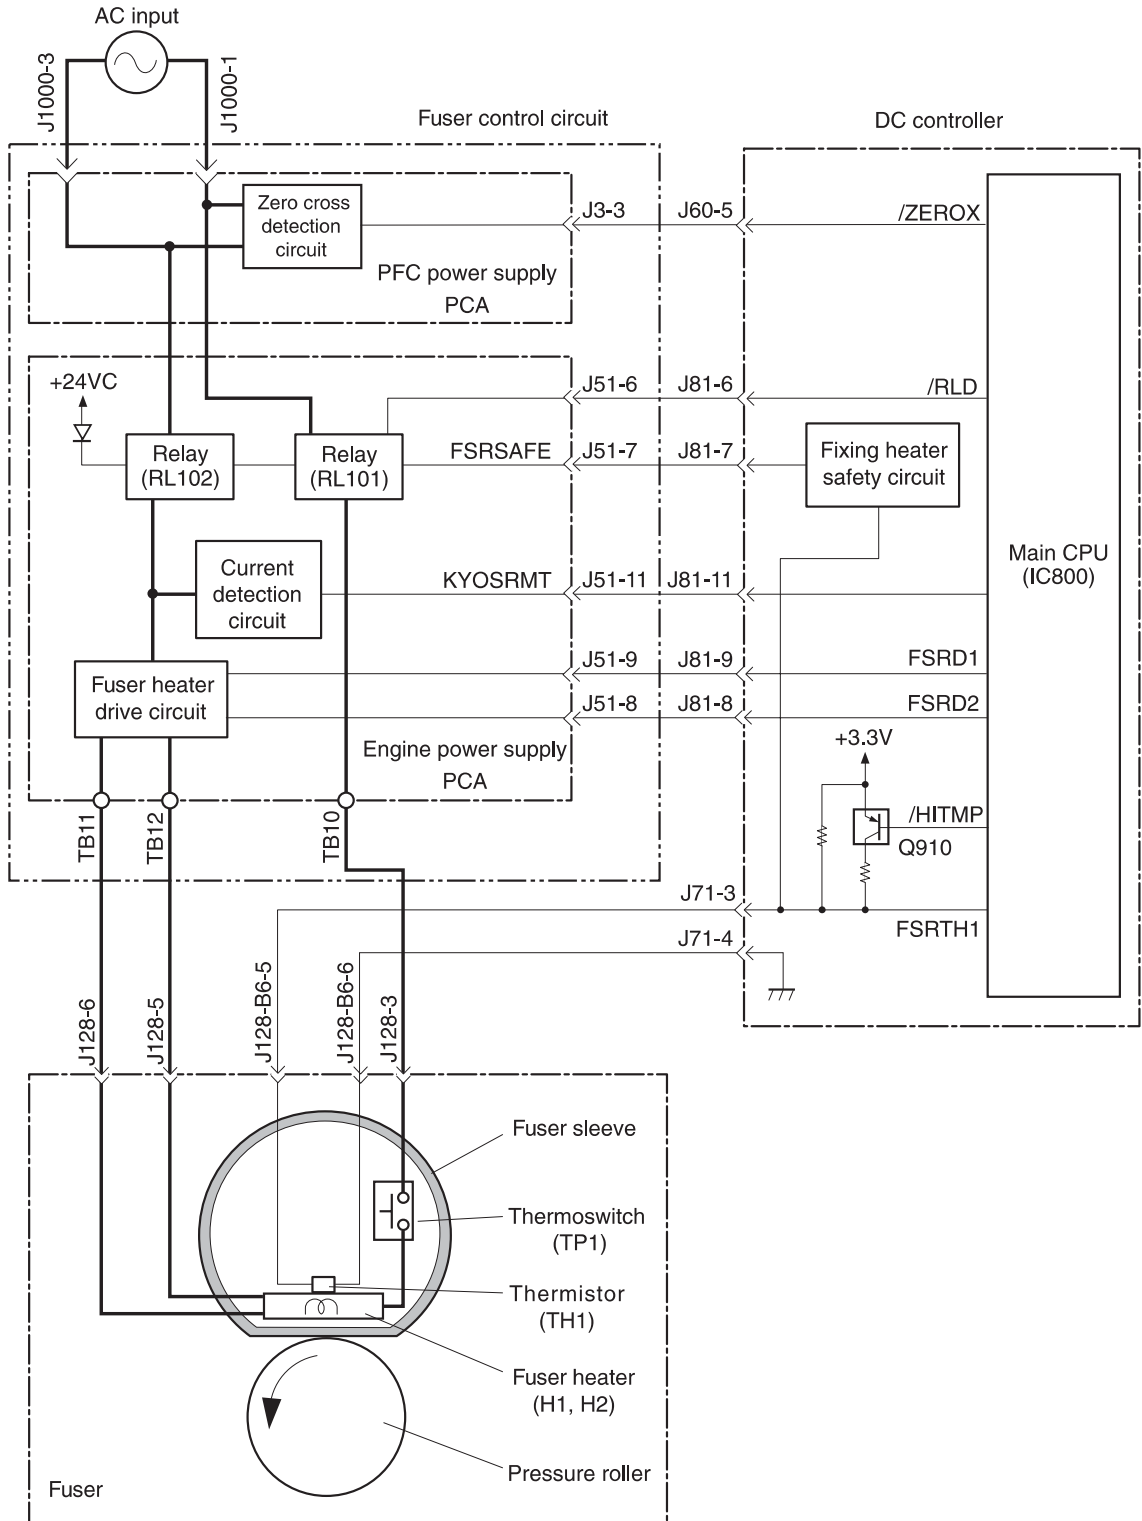 AC input
J1000-3
J1000-1
Fuser control circuit
DC controller
Zero cross
detection
circuit
J3-3
J60-5
/ZEROX
PFC power supply
PCA
+24VC
J51-6
J81-6
/RLD
Relay
(RL102)
Relay
(RL101)
FSRSAFE
J51-7
J81-7
Fixing heater
safety circuit
Main CPU
(IC800)
Current
detection
circuit
KYOSRMT
J51-11
J81-11
Fuser heater
drive circuit
J51-9
J81-9
FSRD1
J51-8
J81-8
FSRD2
Engine power supply
PCA
+3.3V
/HITMP
Q910
TB11
TB12
TB10
J71-3
FSRTH1
J71-4
J128-6
J128-5
J128-B6-5
J128-B6-6
J128-3
Fuser sleeve
Thermoswitch
(TP1)
Thermistor
(TH1)
Fuser heater
(H1, H2)
Pressure roller
Fuser